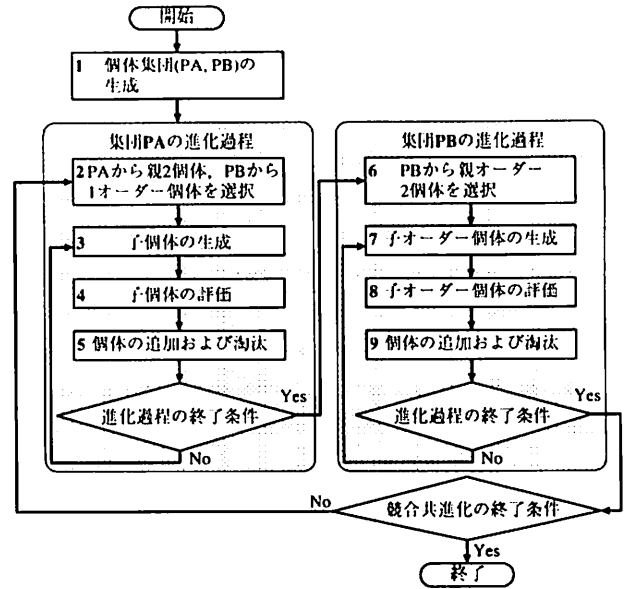 開始
1 個体集団(PA, PB)の
生成
集団PAの進化過程
2 PAから親2個体, PBから
1オーダー個体を選択
3 子個体の生成
4 子個体の評価
5 個体の追加および淘汰
進化過程の終了条件
Yes
No
集団PBの進化過程
6 PBから親オーダー
2個体を選択
7 子オーダー個体の生成
8 子オーダー個体の評価
9 個体の追加および淘汰
進化過程の終了条件
Yes
No
競合共進化の終了条件
No
Yes
終了